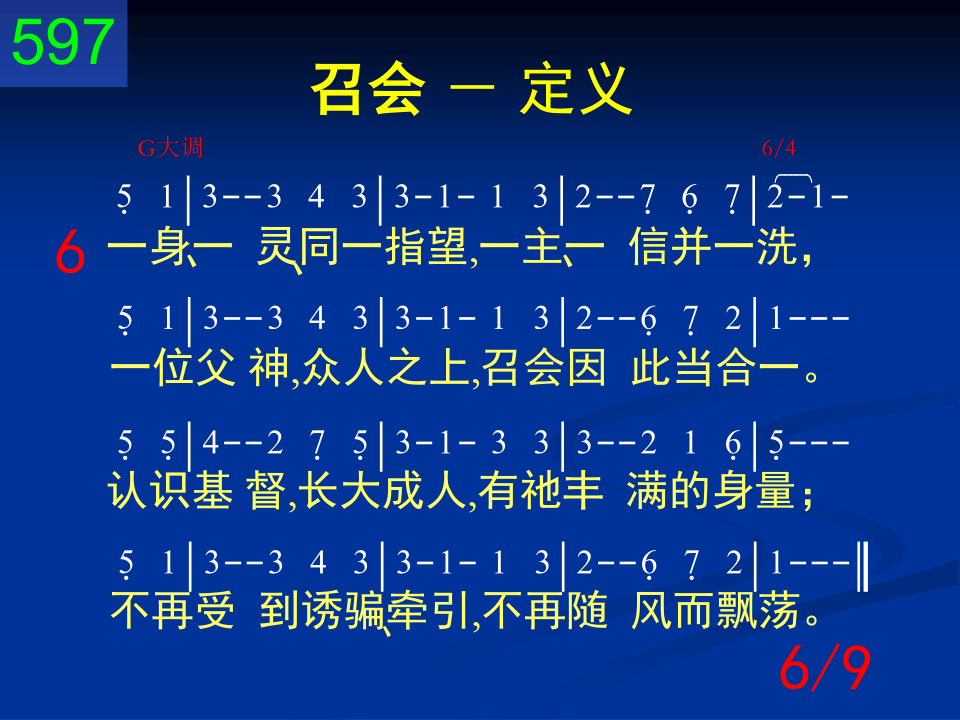 597
召会 － 定义
G大调 6/4
5̣ 1|3--3 4 3|3-1- 1 3|2--7̣ 6̣ 7̣|2-1-
6
一身、一 灵、同一指望,一主、一 信并一洗，
5̣ 1|3--3 4 3|3-1- 1 3|2--6̣ 7̣ 2|1---
一位父 神,众人之上,召会因 此当合一。
5̣ 5̣|4--2 7̣ 5̣|3-1- 3 3|3--2 1 6̣|5̣---
认识基 督,长大成人,有祂丰 满的身量；
5̣ 1|3--3 4 3|3-1- 1 3|2--6̣ 7̣ 2|1---‖
不再受 到诱骗、牵引,不再随 风而飘荡。
6/9